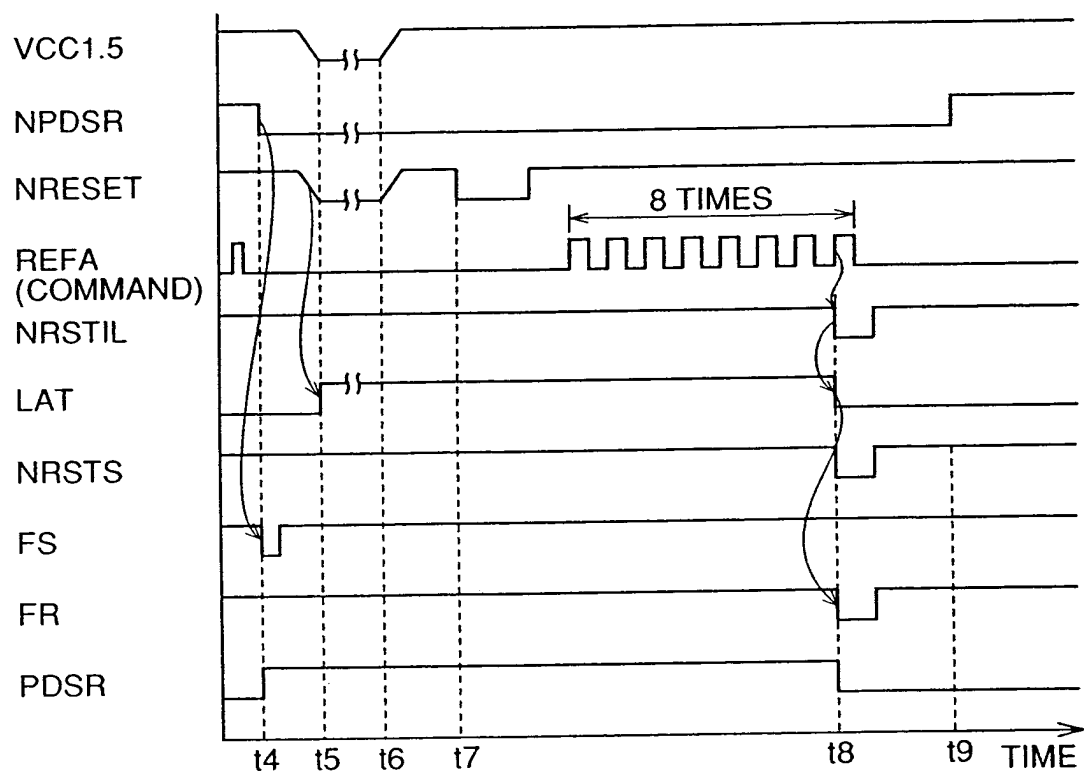 VCC1.5
NPDSR
NRESET
8 TIMES
REFA
(COMMAND)
NRSTIL
LAT
NRSTS
FS
FR
PDSR
t4 t5 t6 t7 t8 t9 TIME